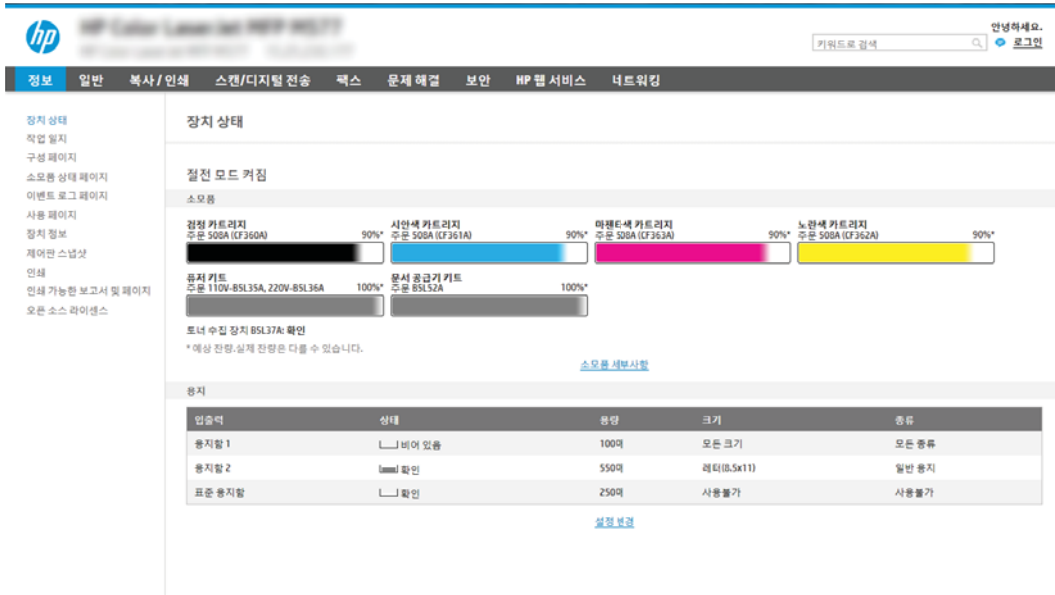 hp
HP Color LaserJet MFP M577
안녕하세요.
키워드로 검색
로그인
정보 일반 복사 / 인쇄 스캔/디지털 전송 팩스 문제 해결 보안 HP 웹 서비스 네트워킹
장치 상태
작업 일지
구성 페이지
소모품 상태 페이지
이벤트 로그 페이지
사용 페이지
장치 정보
제어판 스냅샷
인쇄
인쇄 가능한 보고서 및 페이지
오픈 소스 라이센스
장치 상태
절전 모드 켜짐
소모품
검정 카트리지
주문 508A (CF360A) 90%*
시안색 카트리지
주문 508A (CF361A) 90%*
마젠타색 카트리지
주문 508A (CF363A) 90%*
노란색 카트리지
주문 508A (CF362A) 90%*
퓨저 키트
주문 110V-B5L35A, 220V-B5L36A 100%*
문서 공급기 키트
주문 B5L52A 100%*
토너 수집 장치 B5L37A: 확인
* 예상 잔량.실제 잔량은 다를 수 있습니다.
소모품 세부사항
용지
입출력 상태 용량 크기 종류
용지함 1 비어 있음 100매 모든 크기 모든 종류
용지함 2 확인 550매 레터(8.5x11) 일반 용지
표준 용지함 확인 250매 사용불가 사용불가
설정 변경